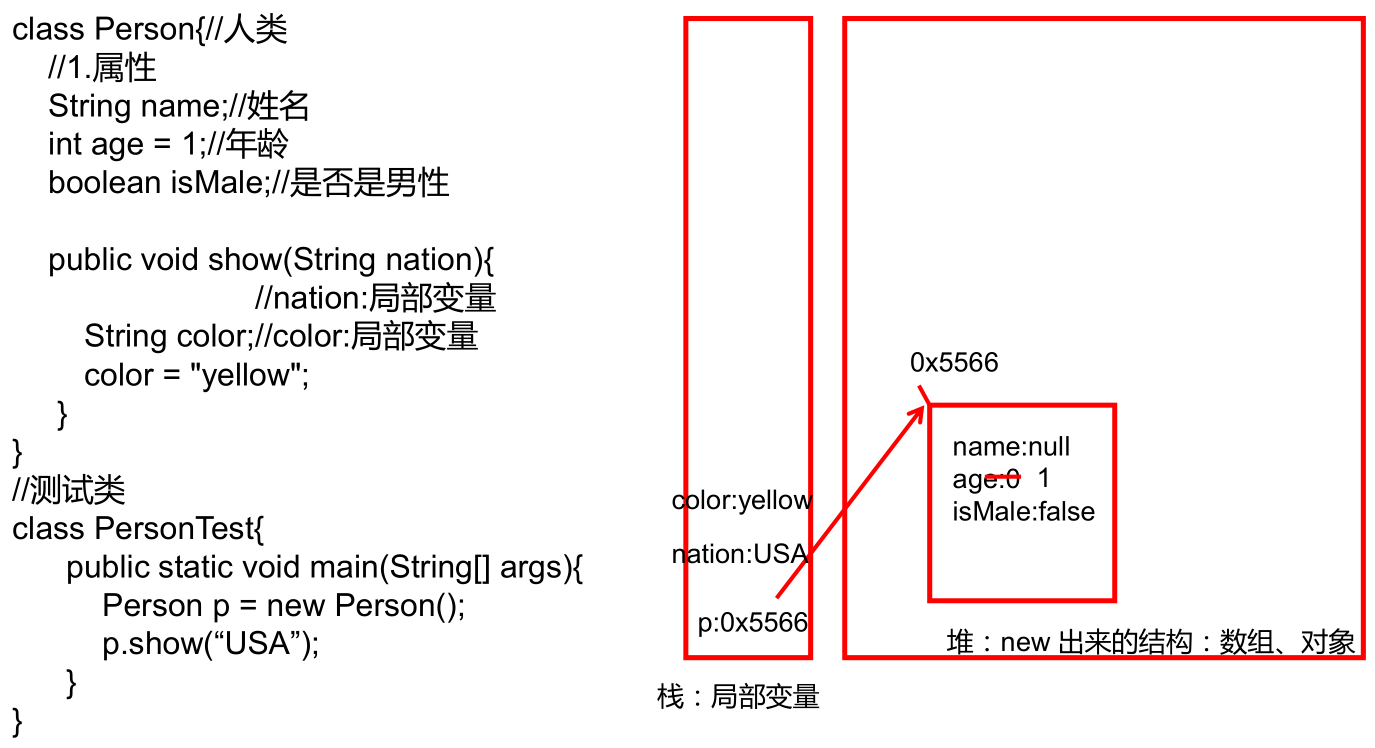 class Person{//人类
//1.属性
String name;//姓名
int age = 1;//年龄
boolean isMale;//是否是男性
public void show(String nation){
//nation:局部变量
String color;//color:局部变量
color = "yellow";
}
}
//测试类
class PersonTest{
public static void main(String[] args){
Person p = new Person();
p.show(“USA”);
}
}
color:yellow
nation:USA
p:0x5566
栈：局部变量
0x5566
name:null
age:0 1
isMale:false
堆：new 出来的结构：数组、对象